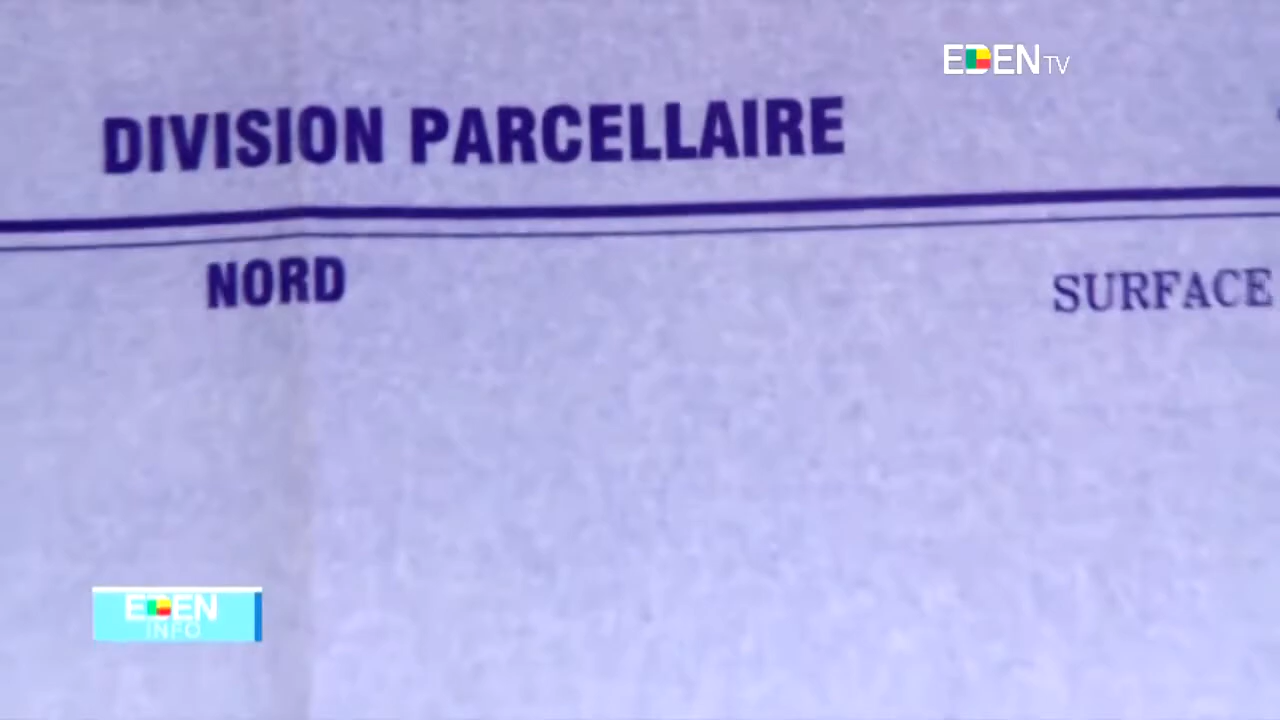 EDEN TV
DIVISION PARCELLAIRE
NORD
SURFACE
EDEN
INFO